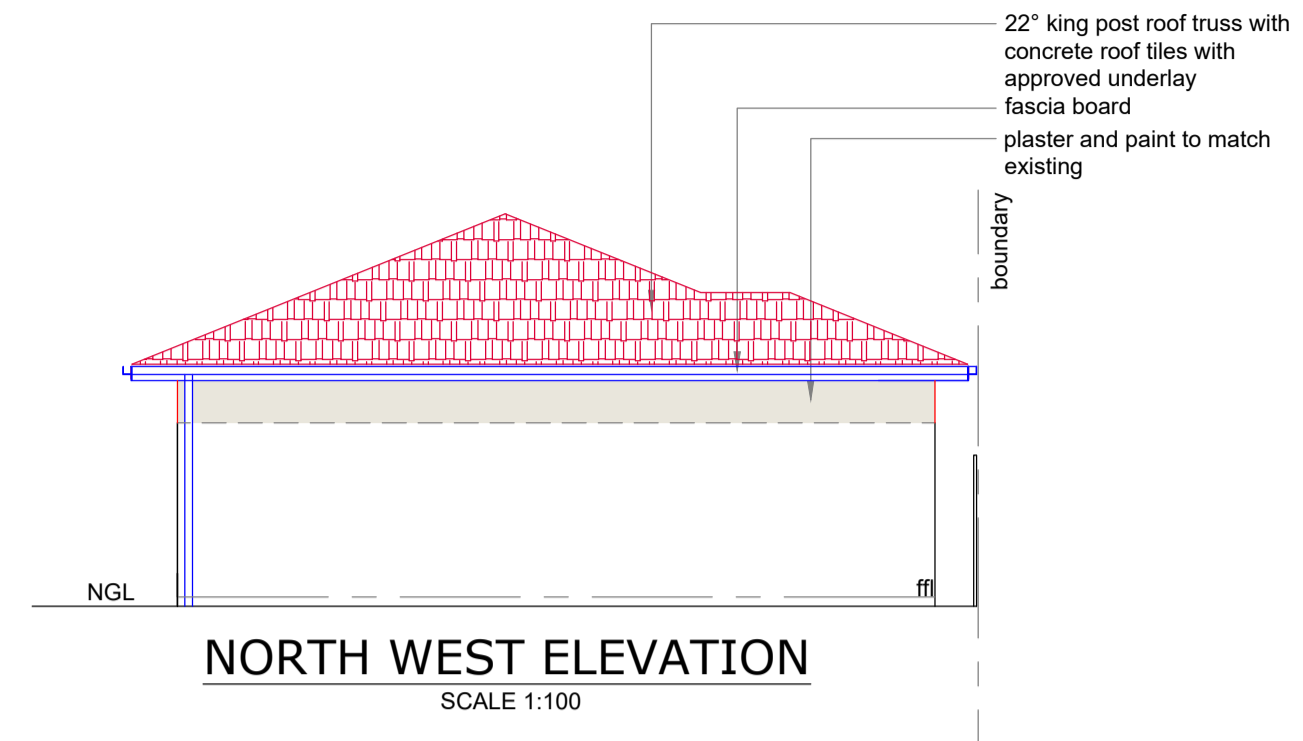 22° king post roof truss with
concrete roof tiles with
approved underlay
fascia board
plaster and paint to match
existing
boundary
NGL
ffl
NORTH WEST ELEVATION
SCALE 1:100